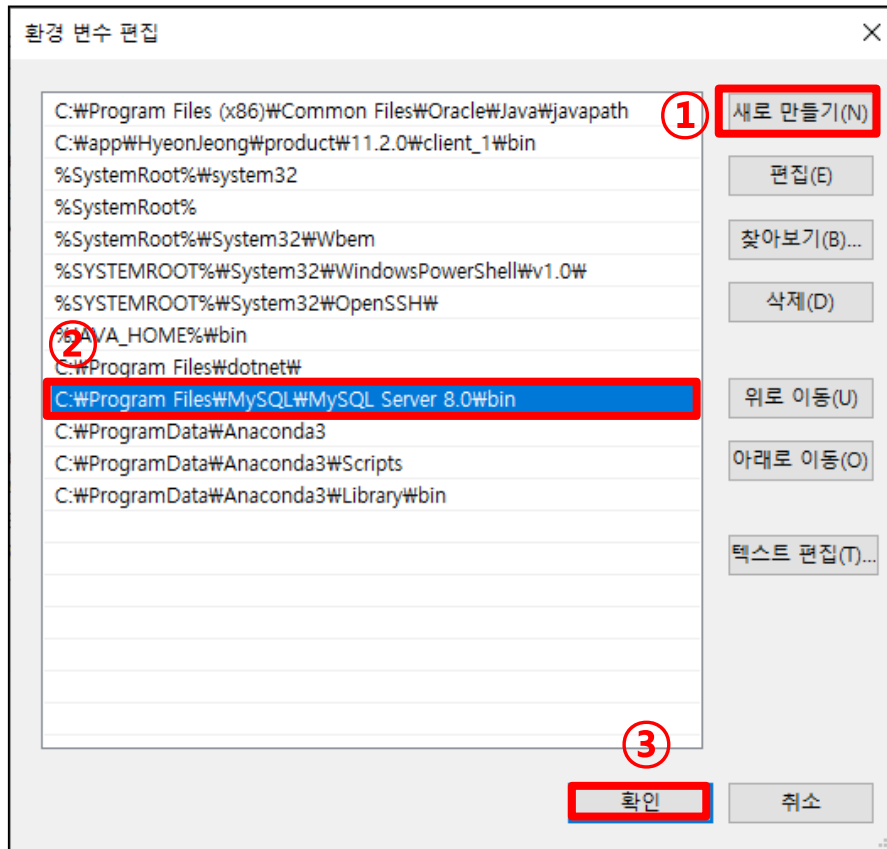 환경 변수 편집
C:₩Program Files (x86)₩Common Files₩Oracle₩Java₩javapath
① 새로 만들기(N)
C:₩app₩HyeonJeong₩product₩11.2.0₩client_1₩bin
%SystemRoot%₩system32
편집(E)
%SystemRoot%
%SystemRoot%₩System32₩Wbem
찾아보기(B)...
%SYSTEMROOT%₩System32₩WindowsPowerShell₩v1.0₩
%SYSTEMROOT%₩System32₩OpenSSH₩
삭제(D)
%JAVA_HOME%₩bin
②
C:₩Program Files₩dotnet₩
C:₩Program Files₩MySQL₩MySQL Server 8.0₩bin
위로 이동(U)
C:₩ProgramData₩Anaconda3
C:₩ProgramData₩Anaconda3₩Scripts
아래로 이동(O)
C:₩ProgramData₩Anaconda3₩Library₩bin
텍스트 편집(T)...
③
확인
취소